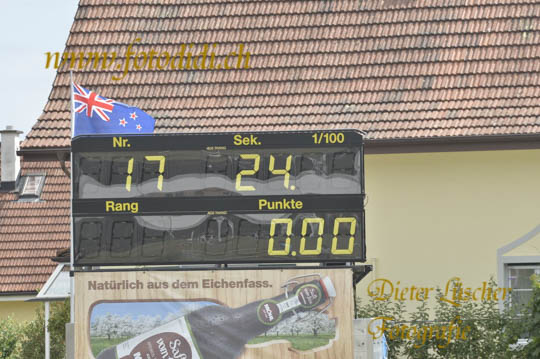 www.fotodidi.ch
Nr. Sek. 1/100
17 24.
Rang Punkte
0.00
Natürlich aus dem Eichenfass.
Dieter Lüscher
Fotografie